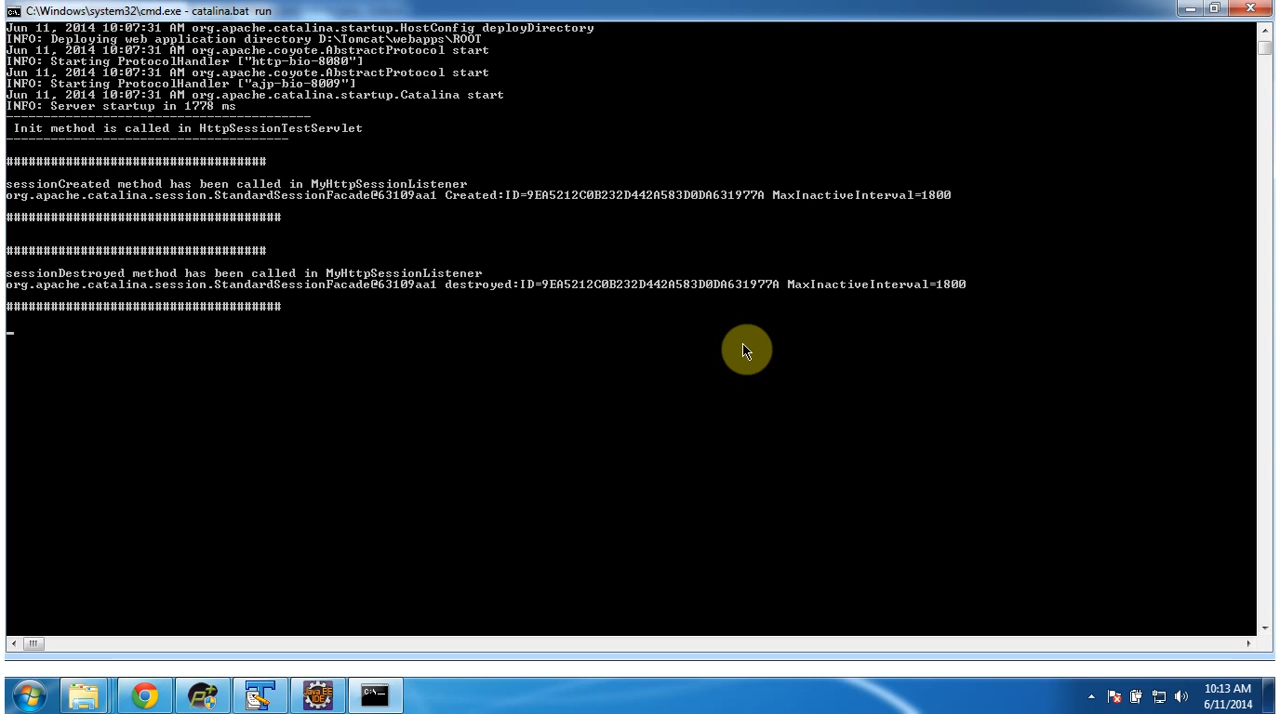 C:\Windows\system32\cmd.exe - catalina.bat run
Jun 11, 2014 10:07:31 AM org.apache.catalina.startup.HostConfig deployDirectory
INFO: Deploying web application directory D:\Tomcat\webapps\ROOT
Jun 11, 2014 10:07:31 AM org.apache.coyote.AbstractProtocol start
INFO: Starting ProtocolHandler ["http-bio-8080"]
Jun 11, 2014 10:07:31 AM org.apache.coyote.AbstractProtocol start
INFO: Starting ProtocolHandler ["ajp-bio-8009"]
Jun 11, 2014 10:07:31 AM org.apache.catalina.startup.Catalina start
INFO: Server startup in 1778 ms
-----------------------------------------
Init method is called in HttpSessionTestServlet
--------------------------------------
###################################
sessionCreated method has been called in MyHttpSessionListener
org.apache.catalina.session.StandardSessionFacade@63109aa1 Created:ID=9EA5212C0B232D442A583D0DA631977A MaxInactiveInterval=1800
#####################################
###################################
sessionDestroyed method has been called in MyHttpSessionListener
org.apache.catalina.session.StandardSessionFacade@63109aa1 destroyed:ID=9EA5212C0B232D442A583D0DA631977A MaxInactiveInterval=1800
#####################################
Java EE
IDE
C:\.
10:13 AM
6/11/2014